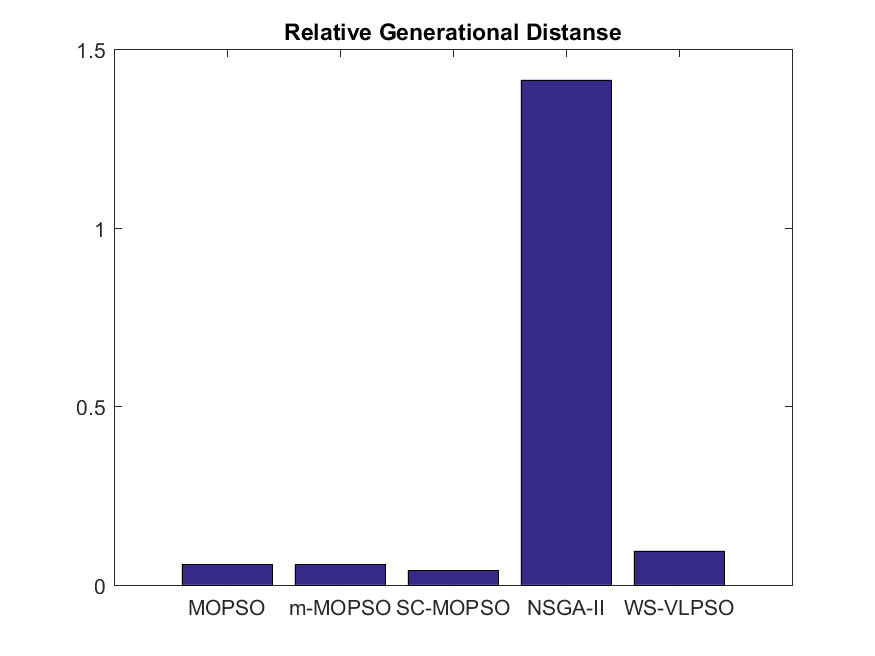 Relative Generational Distanse
1.5
1
0.5
0
MOPSO m-MOPSO SC-MOPSO NSGA-II WS-VLPSO